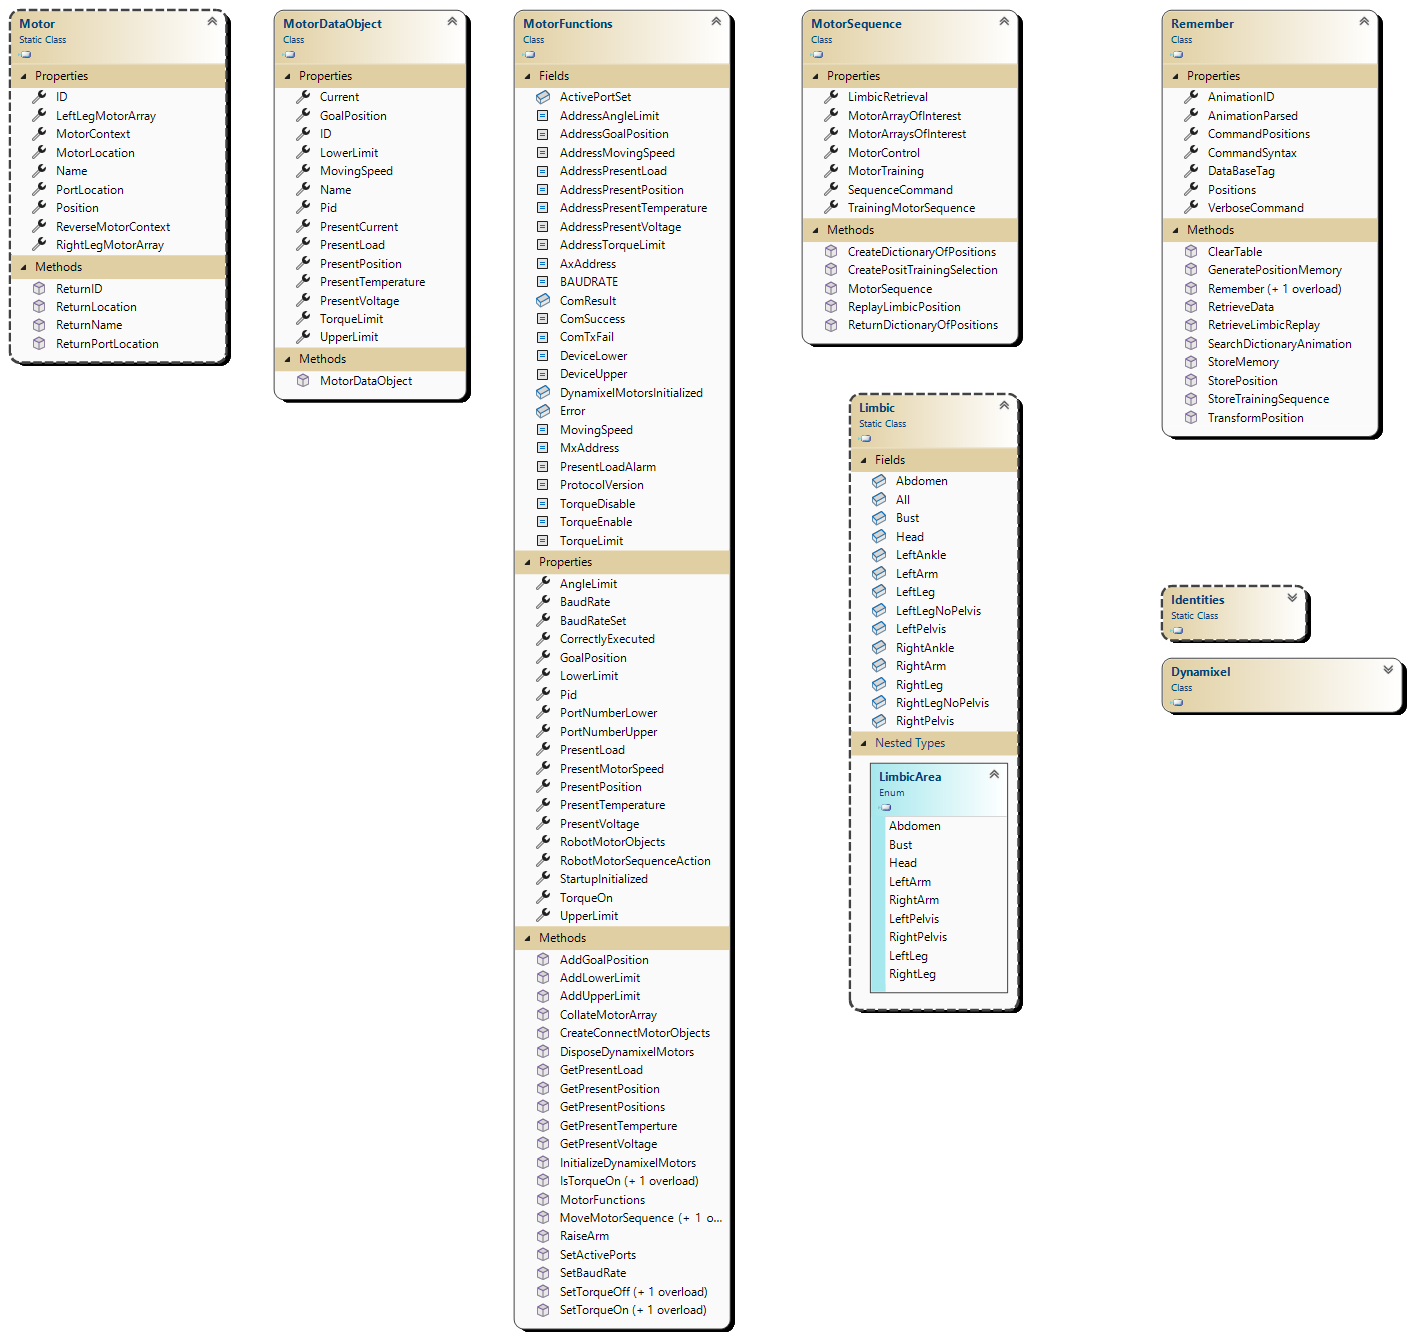 Motor
Static Class
Properties
ID
LeftLegMotorArray
MotorContext
MotorLocation
Name
PortLocation
Position
ReverseMotorContext
RightLegMotorArray
Methods
ReturnID
ReturnLocation
ReturnName
ReturnPortLocation
MotorDataObject
Class
Properties
Current
GoalPosition
ID
LowerLimit
MovingSpeed
Name
Pid
PresentCurrent
PresentLoad
PresentPosition
PresentTemperature
PresentVoltage
TorqueLimit
UpperLimit
Methods
MotorDataObject
MotorFunctions
Class
Fields
ActivePortSet
AddressAngleLimit
AddressGoalPosition
AddressMovingSpeed
AddressPresentLoad
AddressPresentPosition
AddressPresentTemperature
AddressPresentVoltage
AddressTorqueLimit
AxAddress
BAUDRATE
ComResult
ComSuccess
ComTxFail
DeviceLower
DeviceUpper
DynamixelMotorsInitialized
Error
MovingSpeed
MxAddress
PresentLoadAlarm
ProtocolVersion
TorqueDisable
TorqueEnable
TorqueLimit
Properties
AngleLimit
BaudRate
BaudRateSet
CorrectlyExecuted
GoalPosition
LowerLimit
Pid
PortNumberLower
PortNumberUpper
PresentLoad
PresentMotorSpeed
PresentPosition
PresentTemperature
PresentVoltage
RobotMotorObjects
RobotMotorSequenceAction
StartupInitialized
TorqueOn
UpperLimit
Methods
AddGoalPosition
AddLowerLimit
AddUpperLimit
CollateMotorArray
CreateConnectMotorObjects
DisposeDynamixelMotors
GetPresentLoad
GetPresentPosition
GetPresentPositions
GetPresentTemperture
GetPresentVoltage
InitializeDynamixelMotors
IsTorqueOn (+ 1 overload)
MotorFunctions
MoveMotorSequence (+ 1 o...
RaiseArm
SetActivePorts
SetBaudRate
SetTorqueOff (+ 1 overload)
SetTorqueOn (+ 1 overload)
MotorSequence
Class
Properties
LimbicRetrieval
MotorArrayOfInterest
MotorArraysOfInterest
MotorControl
MotorTraining
SequenceCommand
TrainingMotorSequence
Methods
CreateDictionaryOfPositions
CreatePositTrainingSelection
MotorSequence
ReplayLimbicPosition
ReturnDictionaryOfPositions
Limbic
Static Class
Fields
Abdomen
All
Bust
Head
LeftAnkle
LeftArm
LeftLeg
LeftLegNoPelvis
LeftPelvis
RightAnkle
RightArm
RightLeg
RightLegNoPelvis
RightPelvis
Nested Types
LimbicArea
Enum
Abdomen
Bust
Head
LeftArm
RightArm
LeftPelvis
RightPelvis
LeftLeg
RightLeg
Remember
Class
Properties
AnimationID
AnimationParsed
CommandPositions
CommandSyntax
DataBaseTag
Positions
VerboseCommand
Methods
ClearTable
GeneratePositionMemory
Remember (+ 1 overload)
RetrieveData
RetrieveLimbicReplay
SearchDictionaryAnimation
StoreMemory
StorePosition
StoreTrainingSequence
TransformPosition
Identities
Static Class
Dynamixel
Class